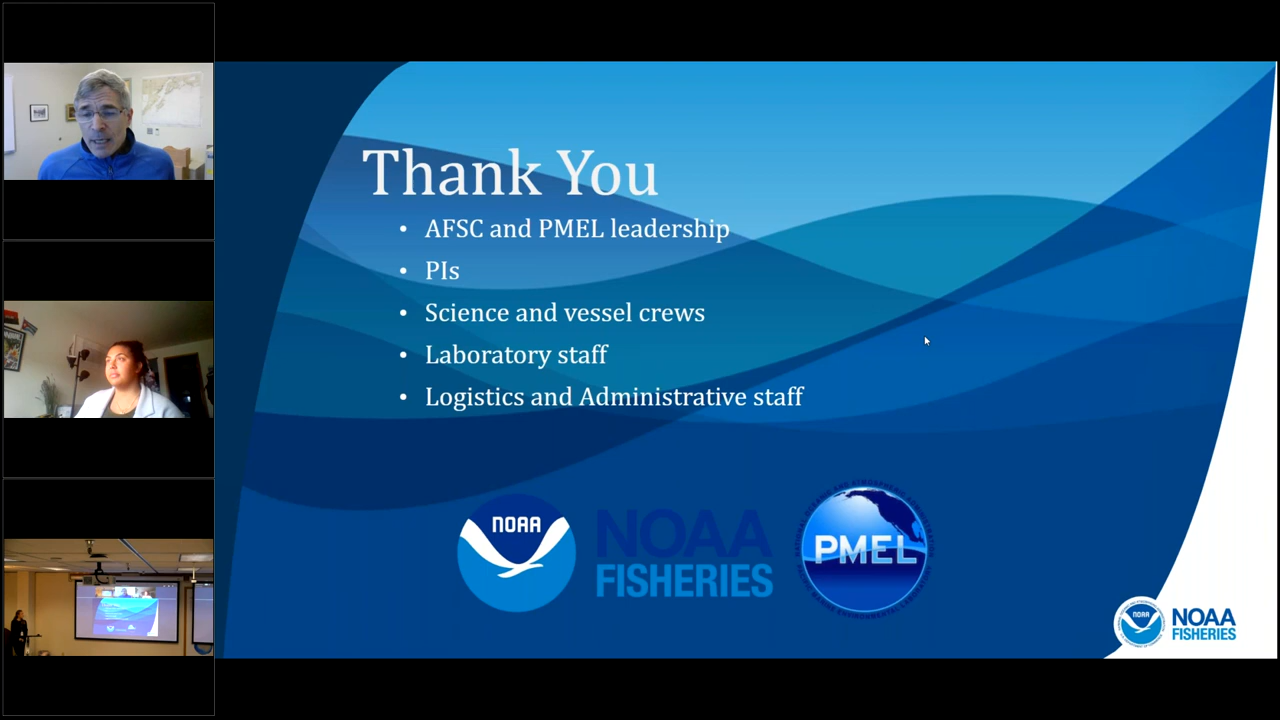 Thank You
• AFSC and PMEL leadership
• PIs
• Science and vessel crews
• Laboratory staff
• Logistics and Administrative staff
NOAA
NOAA
FISHERIES
PMEL
NOAA
NOAA
FISHERIES